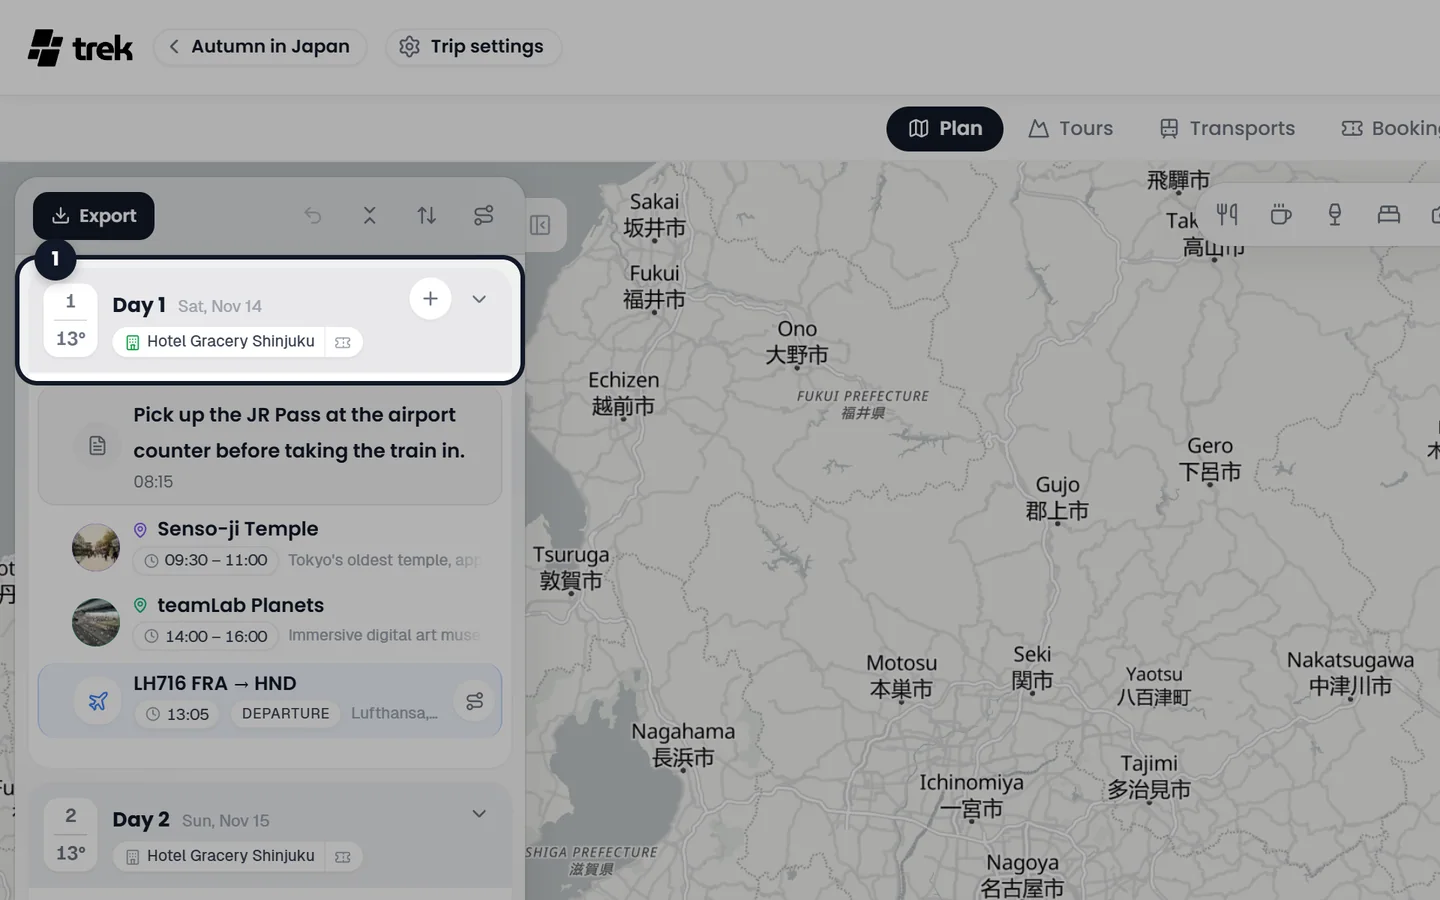 trek
Autumn in Japan
Trip settings
Plan
Tours
Transports
Export
1
1
13°
Day 1
Sat, Nov 14
Hotel Gracery Shinjuku
Pick up the JR Pass at the airport
counter before taking the train in.
08:15
Senso-ji Temple
09:30 – 11:00
Tokyo's oldest temple,
teamLab Planets
14:00 – 16:00
Immersive digital art
LH716 FRA → HND
13:05
DEPARTURE
Lufthansa,...
2
13°
Day 2
Sun, Nov 15
Hotel Gracery Shinjuku
Sakai
坂井市
Fukui
福井市
Ono
大野市
Echizen
越前市
FUKUI PREFECTURE
福井県
飛騨市
高山市
Gero
下呂市
Gujo
郡上市
Tsuruga
敦賀市
Motosu
本巣市
Seki
関市
Yaotsu
八百津町
Nakatsugawa
中津川市
Nagahama
長浜市
Tajimi
多治見市
Ichinomiya
一宮市
SHIGA PREFECTURE
滋賀県
Nagoya
名古屋市